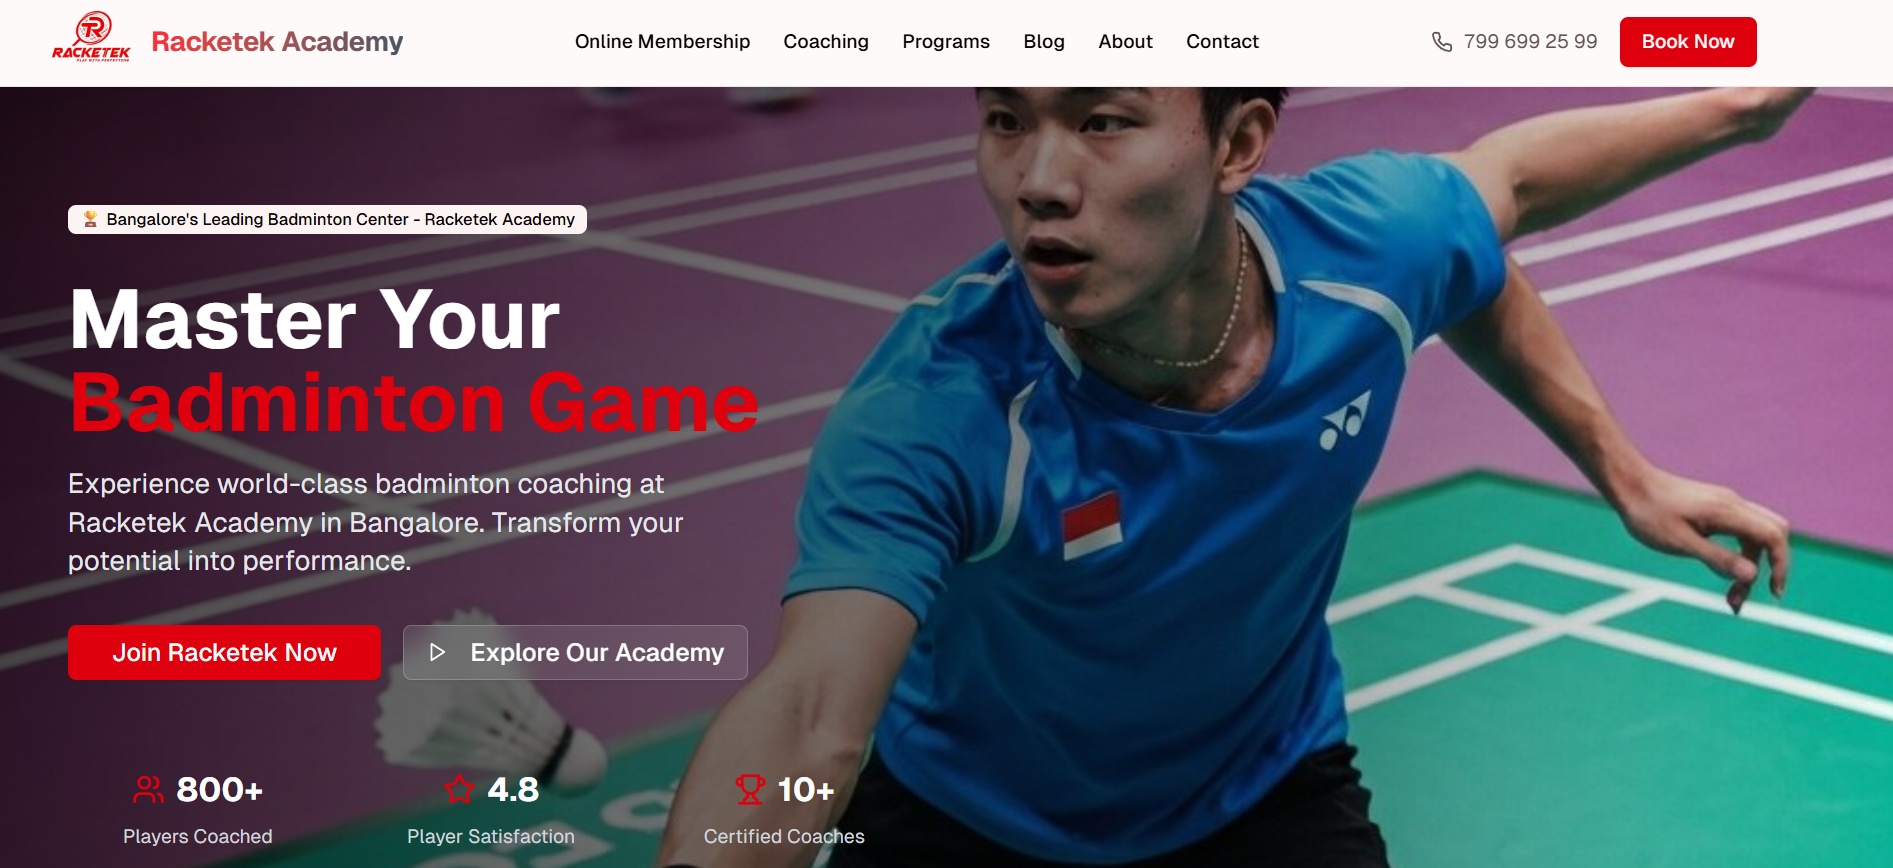 RACKETEK
PLAY WITH PERFECTION
Racketek Academy
Online Membership
Coaching
Programs
Blog
About
Contact
799 699 25 99
Book Now
Bangalore's Leading Badminton Center - Racketek Academy
Master Your
Badminton Game
Experience world-class badminton coaching at
Racketek Academy in Bangalore. Transform your
potential into performance.
Join Racketek Now
Explore Our Academy
800+
Players Coached
4.8
Player Satisfaction
10+
Certified Coaches